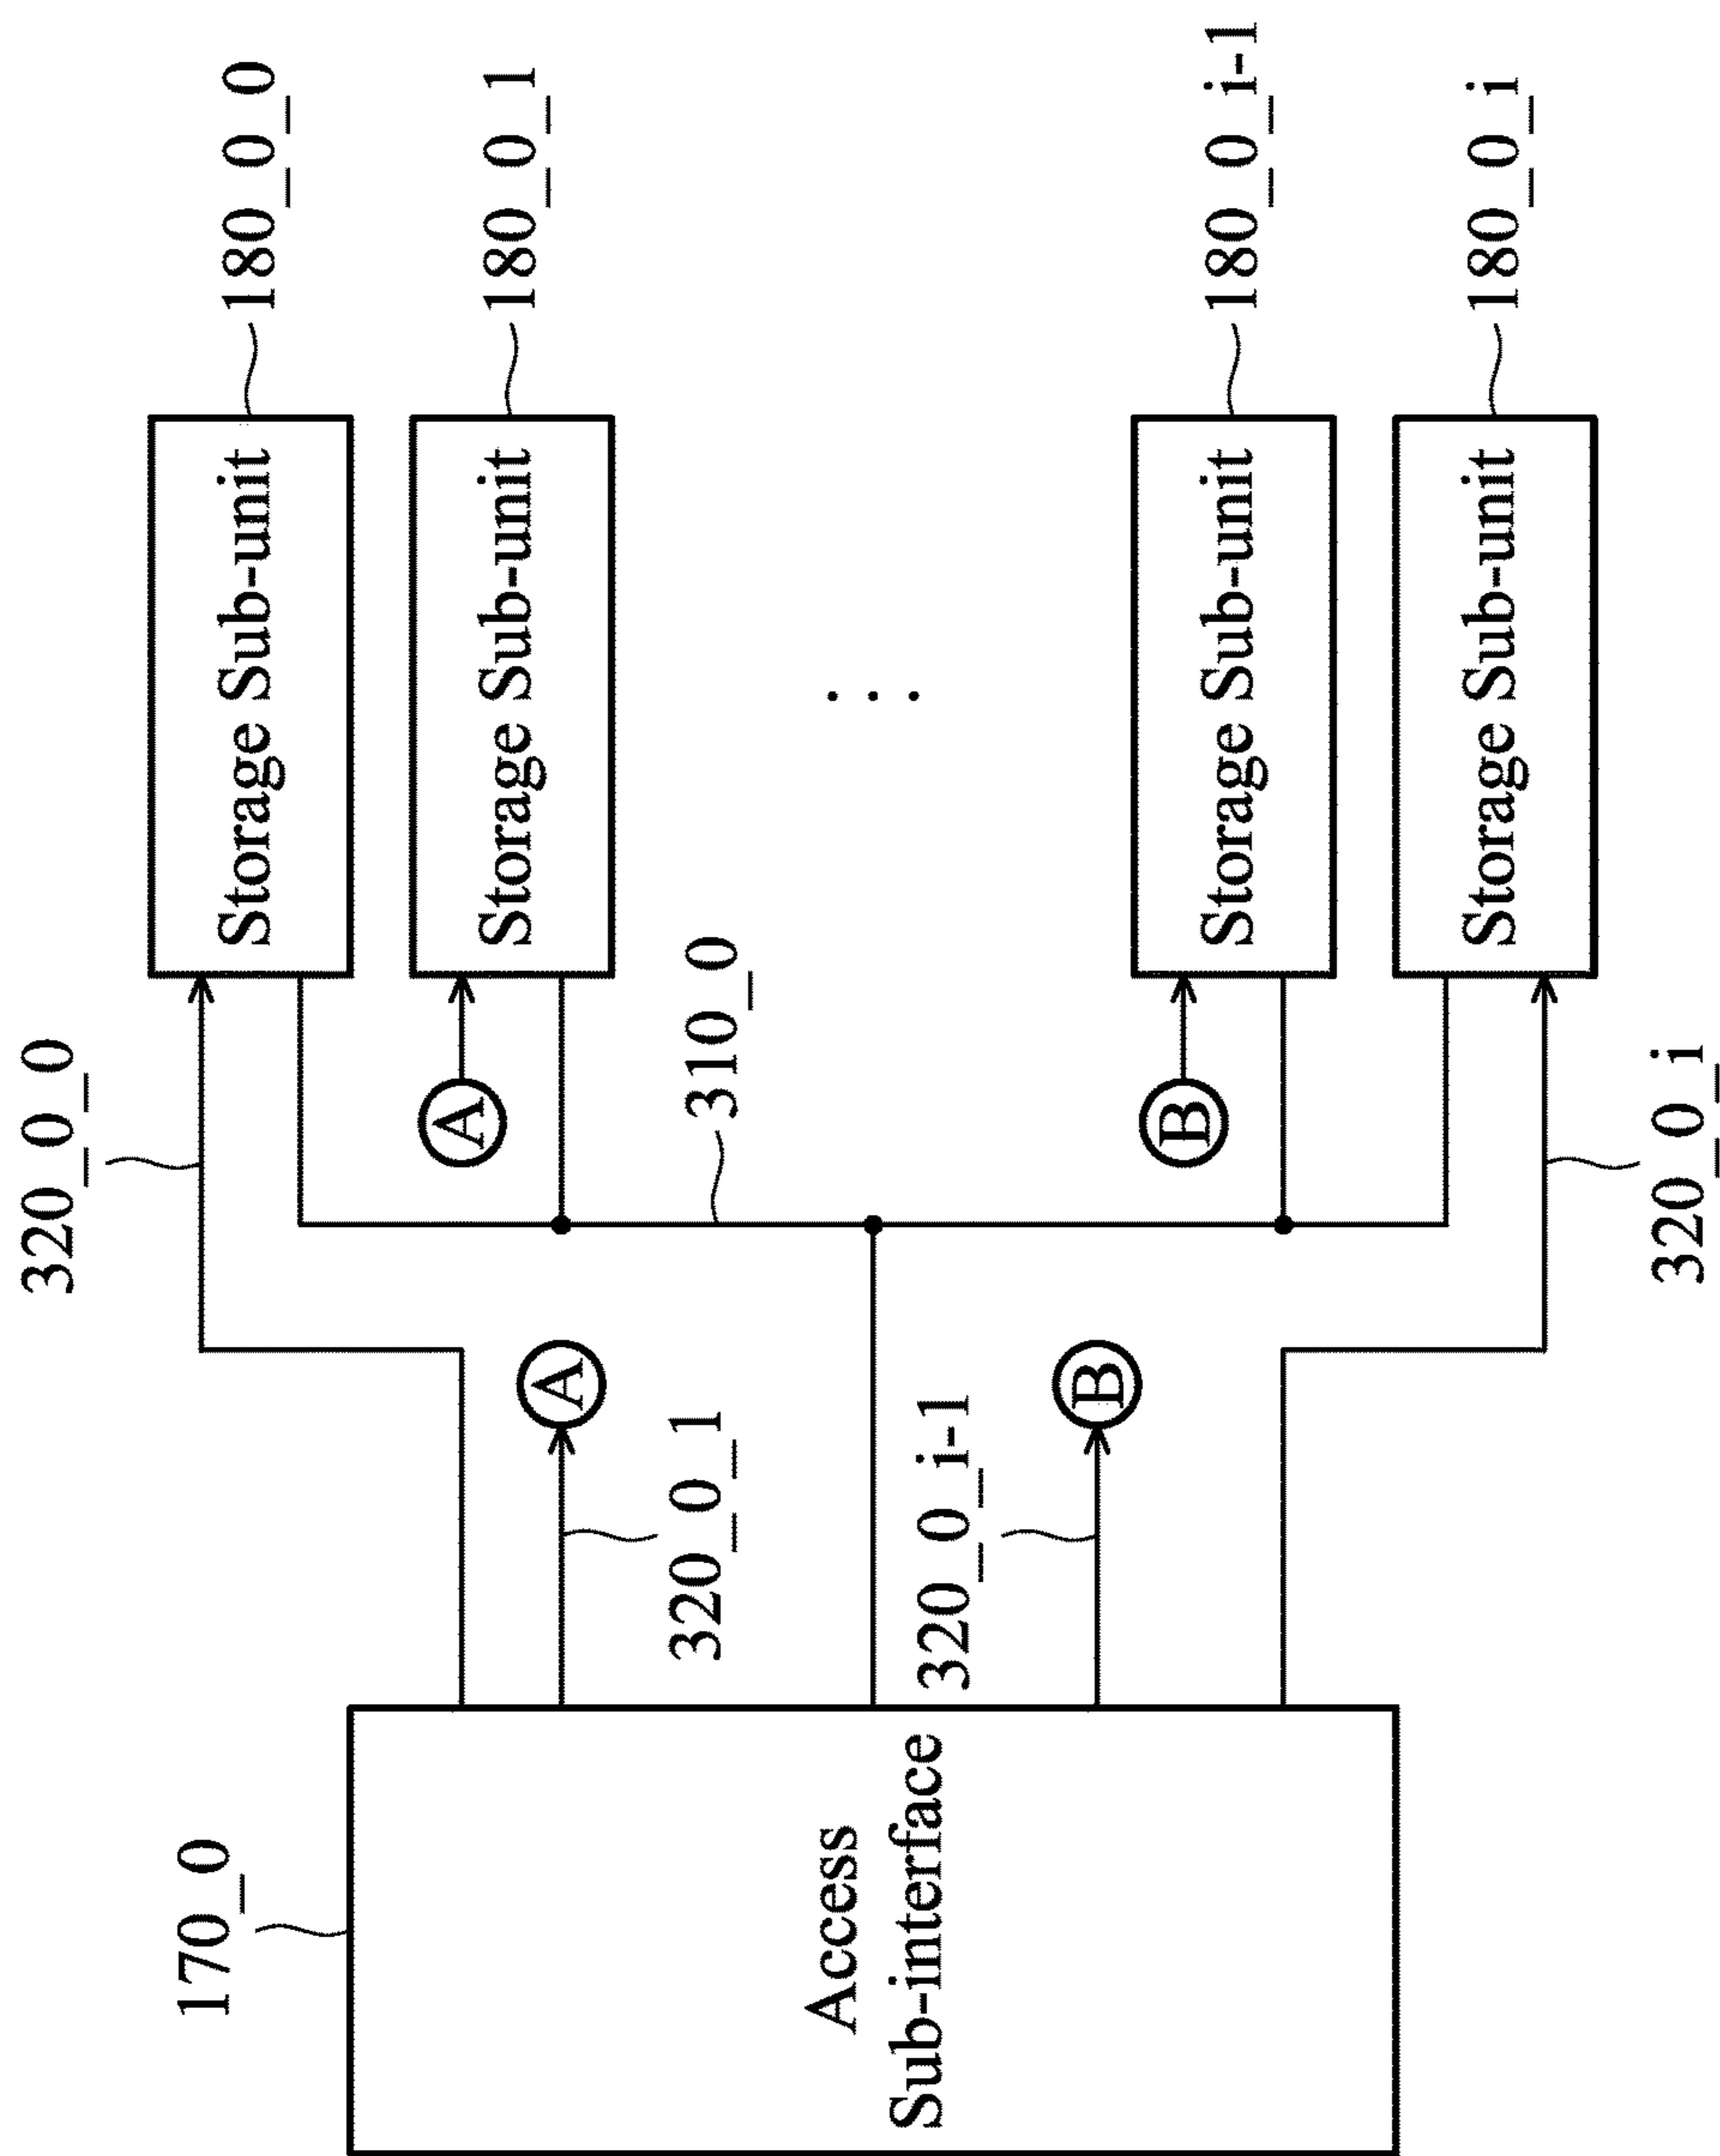 170_0
Access
Sub-interface
320_0_0
320_0_1
320_0_i-1
320_0_i
A
B
310_0
A
B
Storage Sub-unit
180_0_0
Storage Sub-unit
180_0_1
. . .
Storage Sub-unit
180_0_i-1
Storage Sub-unit
180_0_i